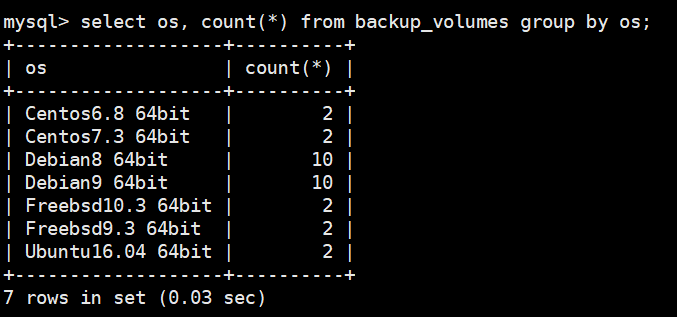 mysql> select os, count(*) from backup_volumes group by os;
+-------------------+----------+
| os                | count(*) |
+-------------------+----------+
| Centos6.8 64bit   |        2 |
| Centos7.3 64bit   |        2 |
| Debian8 64bit     |       10 |
| Debian9 64bit     |       10 |
| Freebsd10.3 64bit |        2 |
| Freebsd9.3 64bit  |        2 |
| Ubuntu16.04 64bit |        2 |
+-------------------+----------+
7 rows in set (0.03 sec)